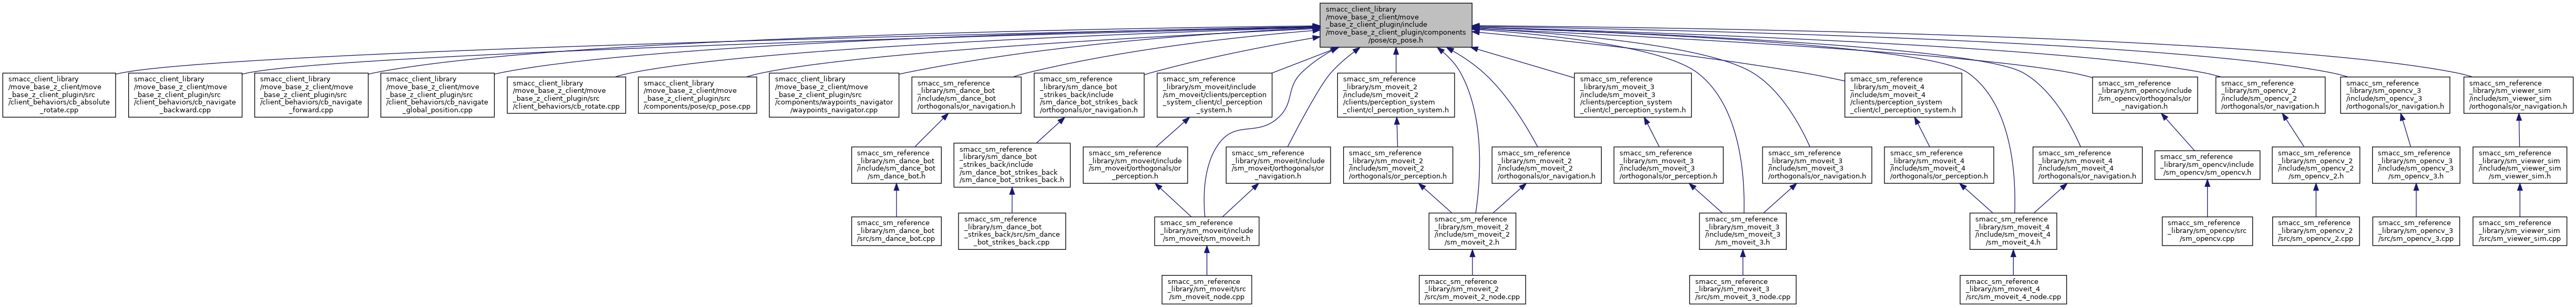 smacc_client_library
/move_base_z_client/move
_base_z_client_plugin/include
/move_base_z_client_plugin/components
/pose/cp_pose.h
smacc_client_library
/move_base_z_client/move
_base_z_client_plugin/src
/client_behaviors/cb_absolute
_rotate.cpp
smacc_client_library
/move_base_z_client/move
_base_z_client_plugin/src
/client_behaviors/cb_navigate
_backward.cpp
smacc_client_library
/move_base_z_client/move
_base_z_client_plugin/src
/client_behaviors/cb_navigate
_forward.cpp
smacc_client_library
/move_base_z_client/move
_base_z_client_plugin/src
/client_behaviors/cb_navigate
_global_position.cpp
smacc_client_library
/move_base_z_client/move
_base_z_client_plugin/src
/client_behaviors/cb_rotate.cpp
smacc_client_library
/move_base_z_client/move
_base_z_client_plugin/src
/components/pose/cp_pose.cpp
smacc_client_library
/move_base_z_client/move
_base_z_client_plugin/src
/components/waypoints_navigator
/waypoints_navigator.cpp
smacc_sm_reference
_library/sm_dance_bot
/include/sm_dance_bot
/orthogonals/or_navigation.h
smacc_sm_reference
_library/sm_dance_bot
_strikes_back/include
/sm_dance_bot_strikes_back
/orthogonals/or_navigation.h
smacc_sm_reference
_library/sm_moveit/include
/sm_moveit/clients/perception
_system_client/cl_perception
_system.h
smacc_sm_reference
_library/sm_moveit_2
/include/sm_moveit_2
/clients/perception_system
_client/cl_perception_system.h
smacc_sm_reference
_library/sm_moveit_3
/include/sm_moveit_3
/clients/perception_system
_client/cl_perception_system.h
smacc_sm_reference
_library/sm_moveit_4
/include/sm_moveit_4
/clients/perception_system
_client/cl_perception_system.h
smacc_sm_reference
_library/sm_opencv/include
/sm_opencv/orthogonals/or
_navigation.h
smacc_sm_reference
_library/sm_opencv_2
/include/sm_opencv_2
/orthogonals/or_navigation.h
smacc_sm_reference
_library/sm_opencv_3
/include/sm_opencv_3
/orthogonals/or_navigation.h
smacc_sm_reference
_library/sm_viewer_sim
/include/sm_viewer_sim
/orthogonals/or_navigation.h
smacc_sm_reference
_library/sm_dance_bot
/include/sm_dance_bot
/sm_dance_bot.h
smacc_sm_reference
_library/sm_dance_bot
_strikes_back/include
/sm_dance_bot_strikes_back
/sm_dance_bot_strikes_back.h
smacc_sm_reference
_library/sm_moveit/include
/sm_moveit/orthogonals/or
_perception.h
smacc_sm_reference
_library/sm_moveit/include
/sm_moveit/orthogonals/or
_navigation.h
smacc_sm_reference
_library/sm_moveit_2
/include/sm_moveit_2
/orthogonals/or_perception.h
smacc_sm_reference
_library/sm_moveit_2
/include/sm_moveit_2
/orthogonals/or_navigation.h
smacc_sm_reference
_library/sm_moveit_3
/include/sm_moveit_3
/orthogonals/or_perception.h
smacc_sm_reference
_library/sm_moveit_3
/include/sm_moveit_3
/orthogonals/or_navigation.h
smacc_sm_reference
_library/sm_moveit_4
/include/sm_moveit_4
/orthogonals/or_perception.h
smacc_sm_reference
_library/sm_moveit_4
/include/sm_moveit_4
/orthogonals/or_navigation.h
smacc_sm_reference
_library/sm_opencv/include
/sm_opencv/sm_opencv.h
smacc_sm_reference
_library/sm_opencv_2
/include/sm_opencv_2
/sm_opencv_2.h
smacc_sm_reference
_library/sm_opencv_3
/include/sm_opencv_3
/sm_opencv_3.h
smacc_sm_reference
_library/sm_viewer_sim
/include/sm_viewer_sim
/sm_viewer_sim.h
smacc_sm_reference
_library/sm_dance_bot
/src/sm_dance_bot.cpp
smacc_sm_reference
_library/sm_dance_bot
_strikes_back/src/sm_dance
_bot_strikes_back.cpp
smacc_sm_reference
_library/sm_moveit/include
/sm_moveit/sm_moveit.h
smacc_sm_reference
_library/sm_moveit_2
/include/sm_moveit_2
/sm_moveit_2.h
smacc_sm_reference
_library/sm_moveit_3
/include/sm_moveit_3
/sm_moveit_3.h
smacc_sm_reference
_library/sm_moveit_4
/include/sm_moveit_4
/sm_moveit_4.h
smacc_sm_reference
_library/sm_opencv/src
/sm_opencv.cpp
smacc_sm_reference
_library/sm_opencv_2
/src/sm_opencv_2.cpp
smacc_sm_reference
_library/sm_opencv_3
/src/sm_opencv_3.cpp
smacc_sm_reference
_library/sm_viewer_sim
/src/sm_viewer_sim.cpp
smacc_sm_reference
_library/sm_moveit/src
/sm_moveit_node.cpp
smacc_sm_reference
_library/sm_moveit_2
/src/sm_moveit_2_node.cpp
smacc_sm_reference
_library/sm_moveit_3
/src/sm_moveit_3_node.cpp
smacc_sm_reference
_library/sm_moveit_4
/src/sm_moveit_4_node.cpp